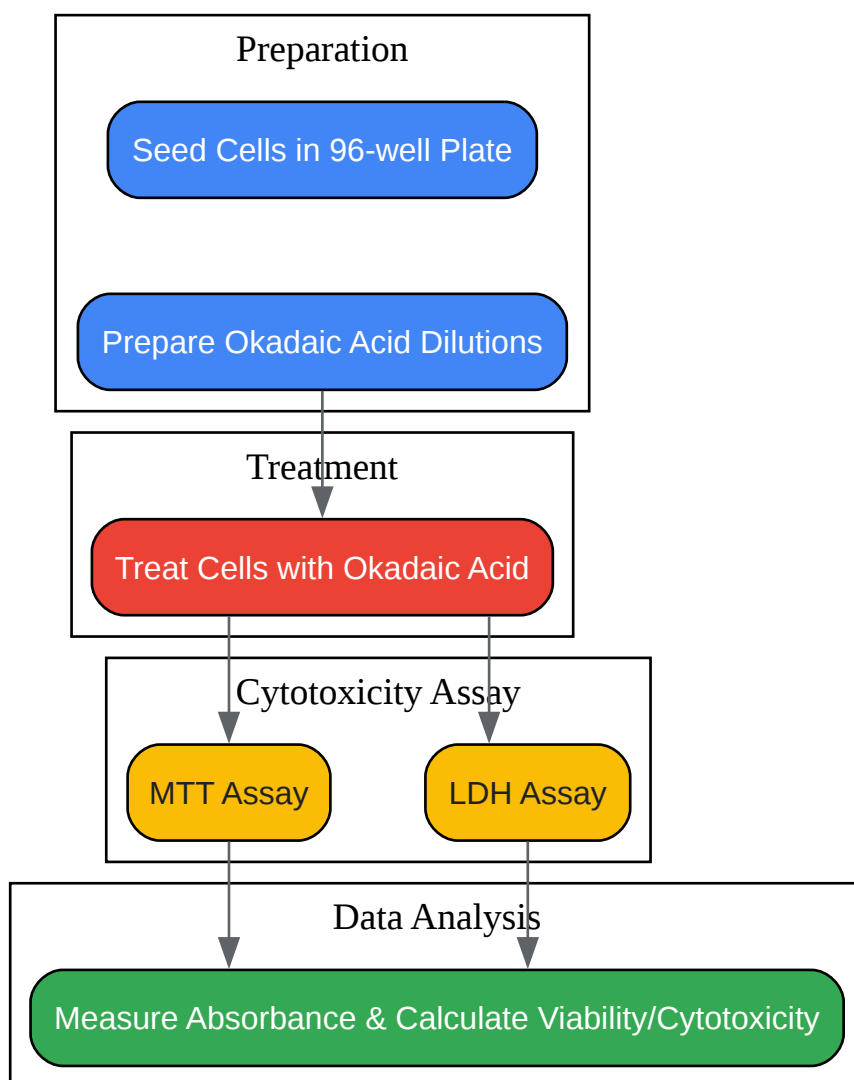 Preparation
Seed Cells in 96-well Plate
Prepare Okadaic Acid Dilutions
Treatment
Treat Cells with Okadaic Acid
Cytotoxicity Assay
MTT Assay
LDH Assay
Data Analysis
Measure Absorbance & Calculate Viability/Cytotoxicity